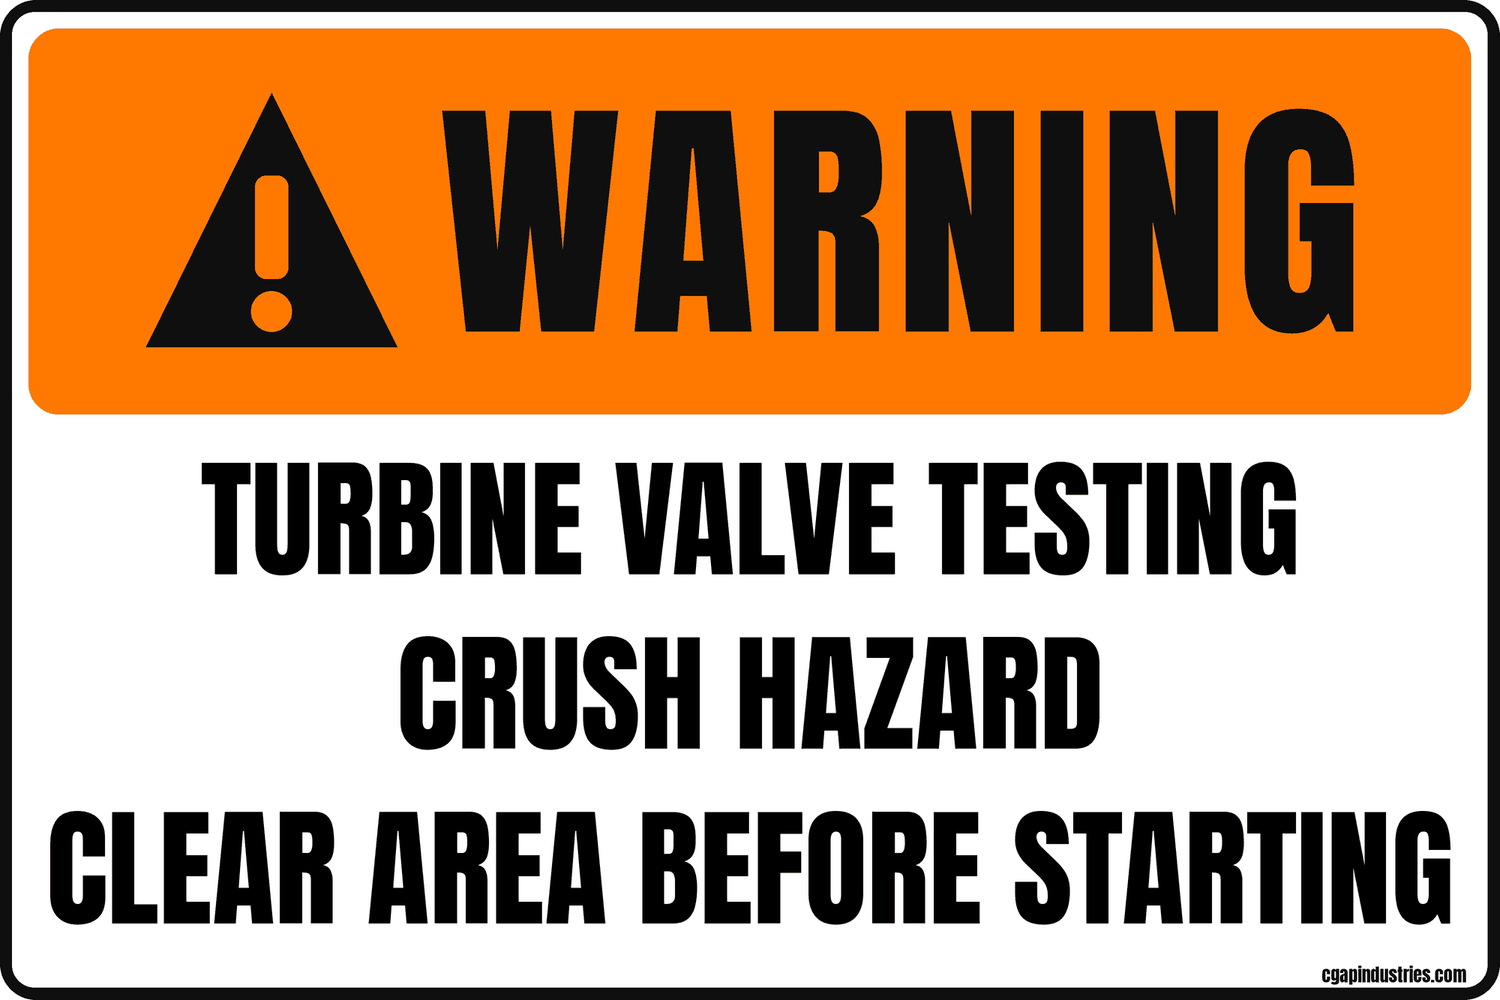 WARNING
TURBINE VALVE TESTING
CRUSH HAZARD
CLEAR AREA BEFORE STARTING
cgapindustries.com